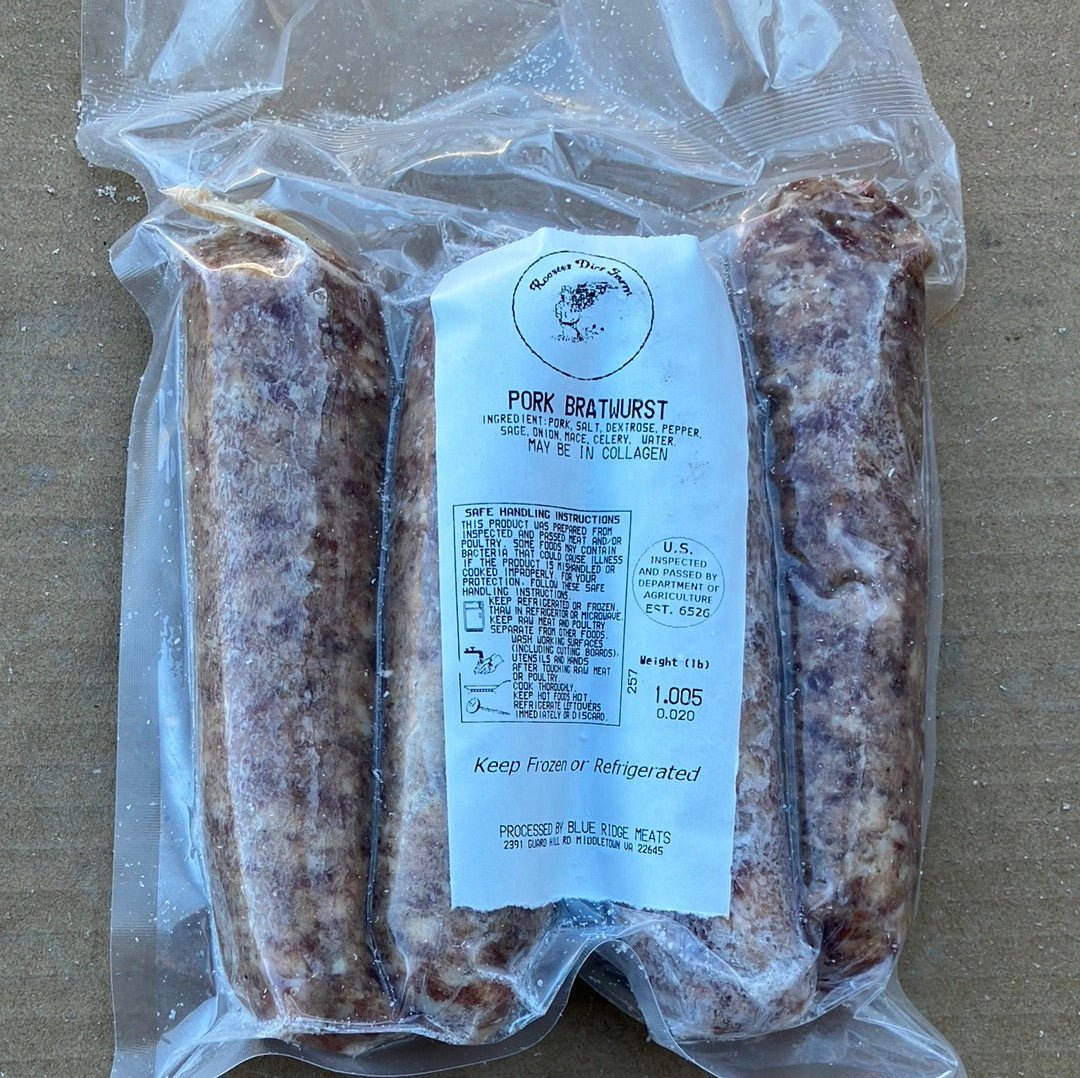 Rooster Dirt Farm
PORK BRATWURST
INGREDIENT: PORK, SALT, DEXTROSE, PEPPER,
SAGE, ONION, MACE, CELERY, WATER.
MAY BE IN COLLAGEN
SAFE HANDLING INSTRUCTIONS
THIS PRODUCT WAS PREPARED FROM
INSPECTED AND PASSED MEAT AND/OR
POULTRY. SOME FOODS MAY CONTAIN
BACTERIA THAT COULD CAUSE ILLNESS
IF THE PRODUCT IS MISHANDLED OR
COOKED IMPROPERLY. FOR YOUR
PROTECTION, FOLLOW THESE SAFE
HANDLING INSTRUCTIONS.
KEEP REFRIGERATED OR FROZEN.
THAW IN REFRIGERATOR OR MICROWAVE.
KEEP RAW MEAT AND POULTRY
SEPARATE FROM OTHER FOODS.
WASH WORKING SURFACES
(INCLUDING CUTTING BOARDS),
UTENSILS AND HANDS
AFTER TOUCHING RAW MEAT
OR POULTRY.
COOK THOROUGHLY.
KEEP HOT FOODS HOT.
REFRIGERATE LEFTOVERS
IMMEDIATELY OR DISCARD.
U.S.
INSPECTED
AND PASSED BY
DEPARTMENT OF
AGRICULTURE
EST. 6526
Weight (lb)
257
1.005
0.020
Keep Frozen or Refrigerated
PROCESSED BY BLUE RIDGE MEATS
2391 GUARD HILL RD MIDDLETOWN VA 22645